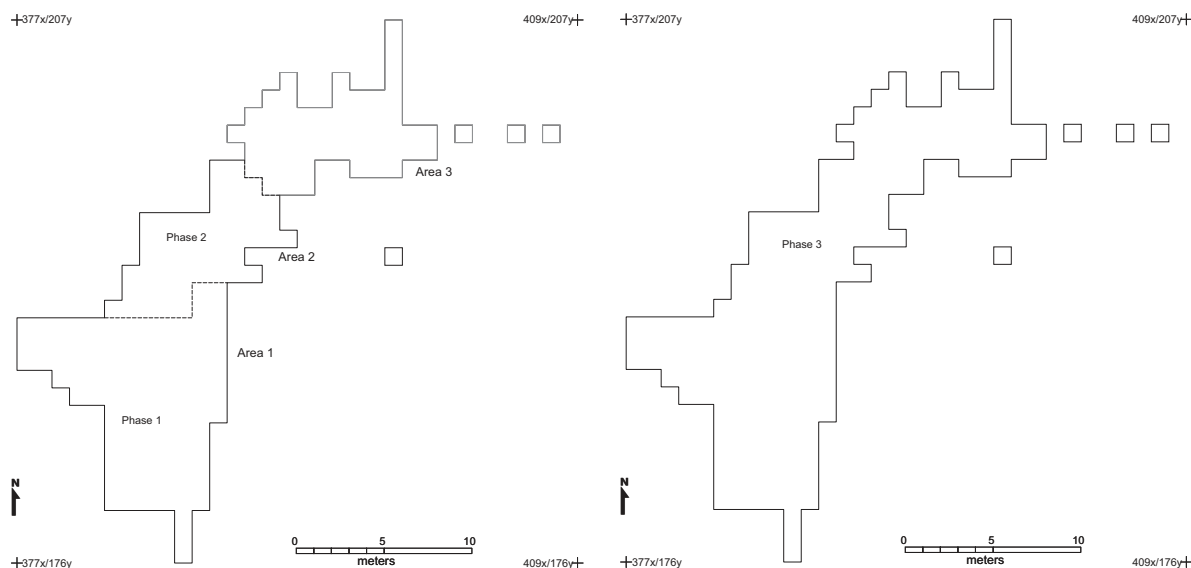 377x/207y
409x/207y
Area 3
Phase 2
Area 2
Area 1
Phase 1
N
0 5 10
meters
377x/176y
409x/176y
377x/207y
409x/207y
Phase 3
N
0 5 10
meters
377x/176y
409x/176y